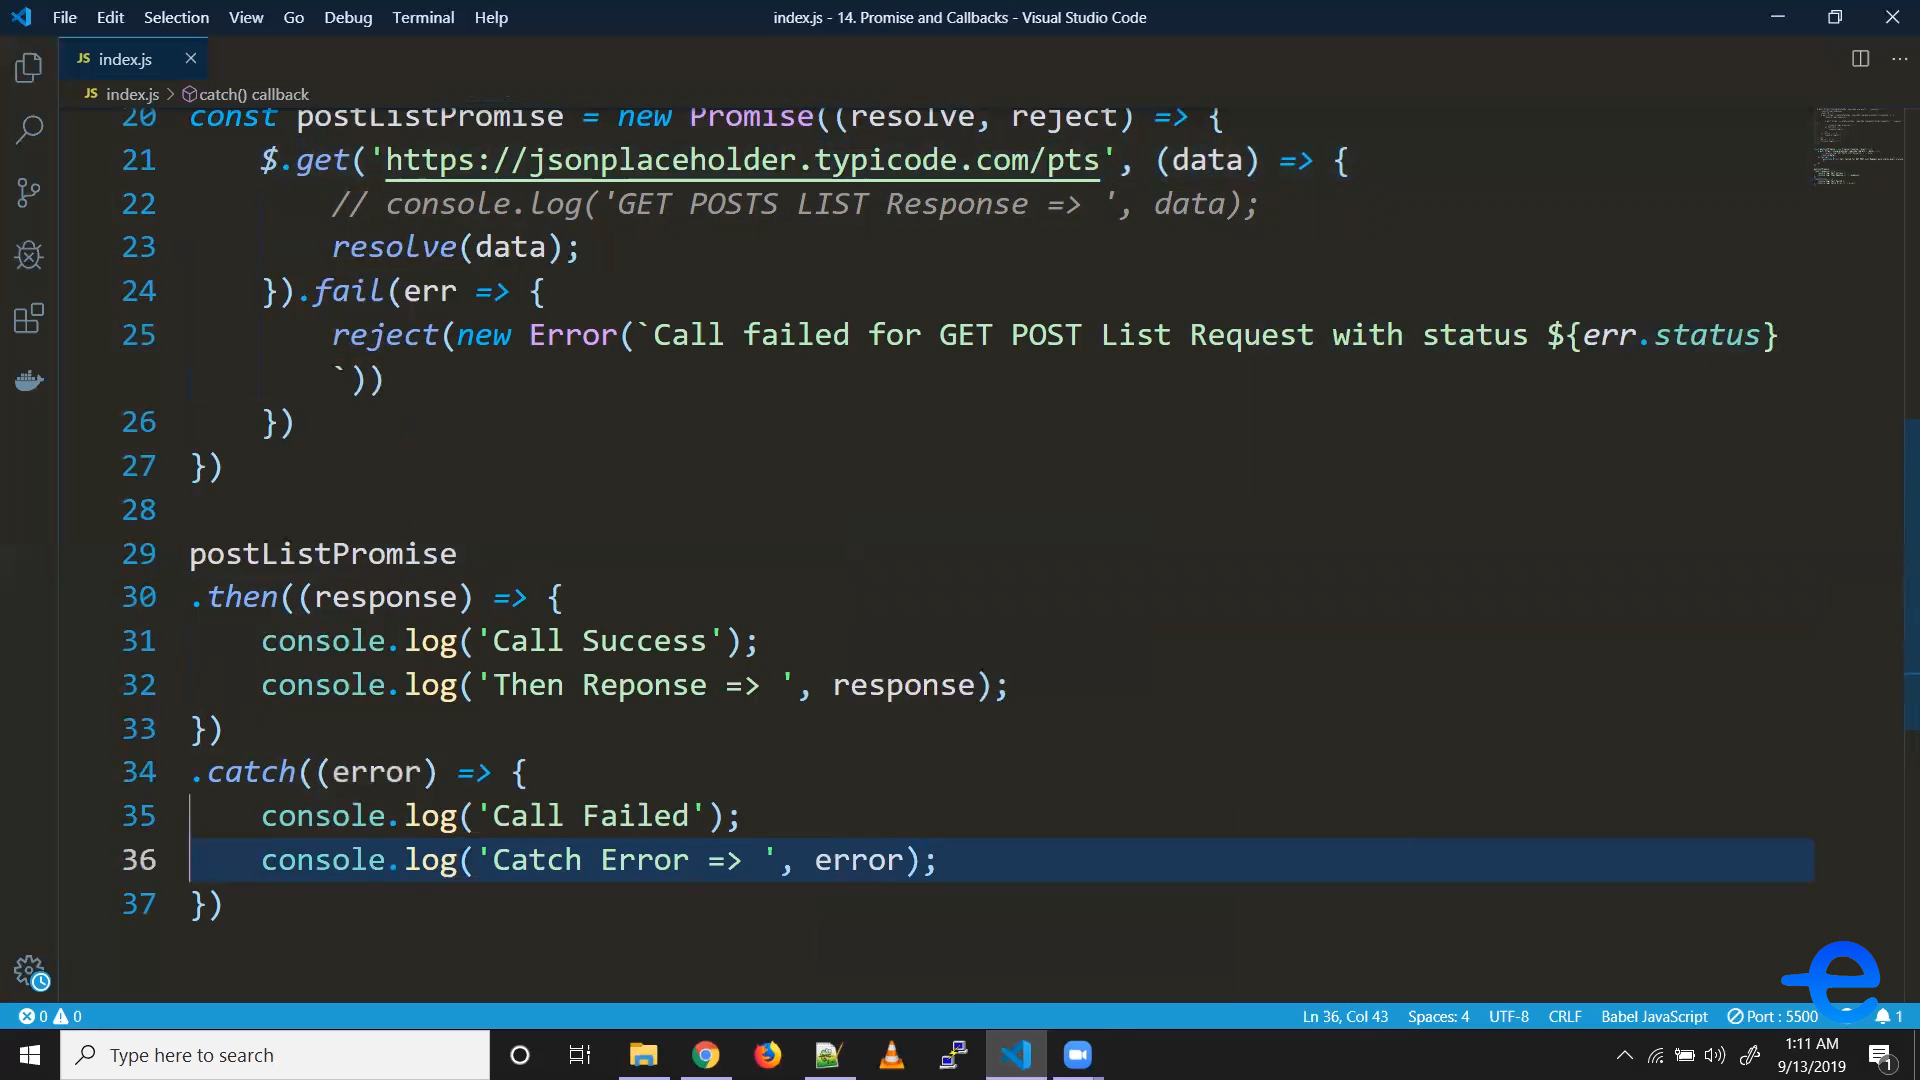 File Edit Selection View Go Debug Terminal Help index.js - 14. Promise and Callbacks - Visual Studio Code
JS index.js
JS index.js > catch() callback
20 const postListPromise = new Promise((resolve, reject) => {
21 $.get('https://jsonplaceholder.typicode.com/pts', (data) => {
22 // console.log('GET POSTS LIST Response => ', data);
23 resolve(data);
24 }).fail(err => {
25 reject(new Error(`Call failed for GET POST List Request with status ${err.status}
`))
26 })
27 })
28
29 postListPromise
30 .then((response) => {
31 console.log('Call Success');
32 console.log('Then Reponse => ', response);
33 })
34 .catch((error) => {
35 console.log('Call Failed');
36 console.log('Catch Error => ', error);
37 })
e
0 0 Ln 36, Col 43 Spaces: 4 UTF-8 CRLF Babel JavaScript Port : 5500 1
Type here to search
1:11 AM
9/13/2019
1